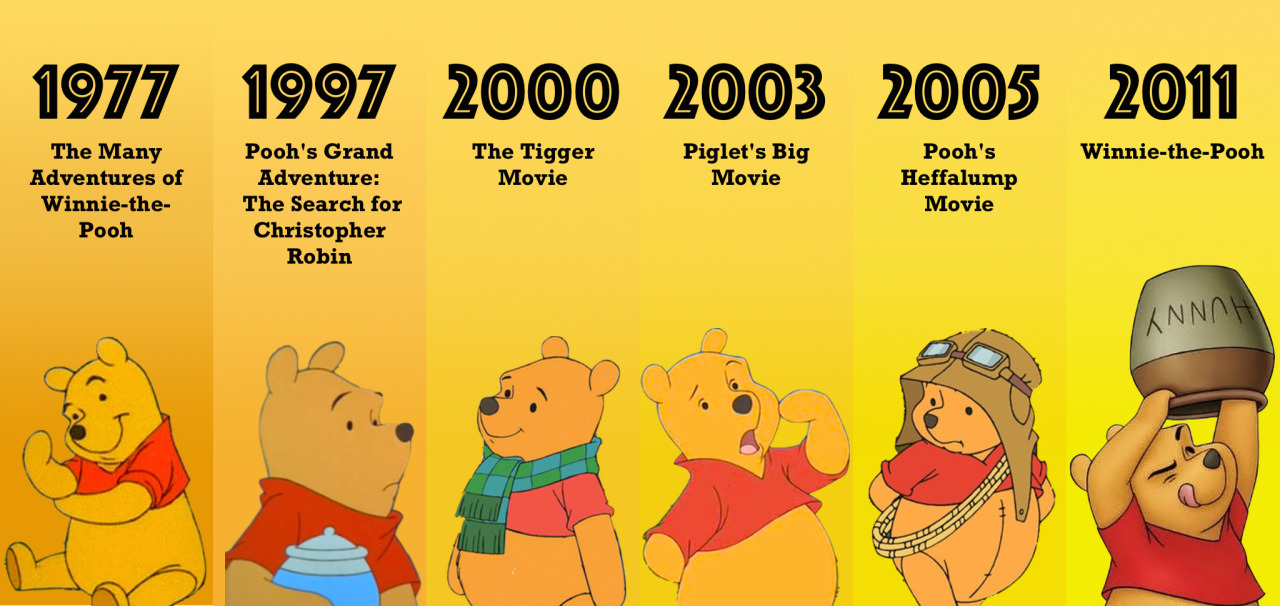 1977
The Many
Adventures of
Winnie-the-
Pooh
1997
Pooh's Grand
Adventure:
The Search for
Christopher
Robin
2000
The Tigger
Movie
2003
Piglet's Big
Movie
2005
Pooh's
Heffalump
Movie
2011
Winnie-the-Pooh
HUNNY